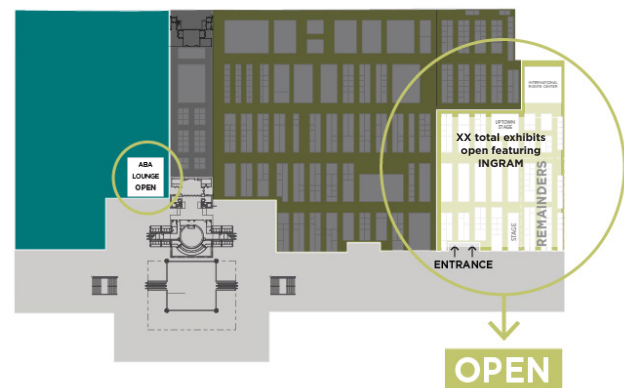 INTERNATIONAL
RIGHTS CENTER
UPTOWN
STAGE
XX total exhibits
open featuring
INGRAM
ABA
LOUNGE
OPEN
REMAINDERS
STAGE
ENTRANCE
OPEN